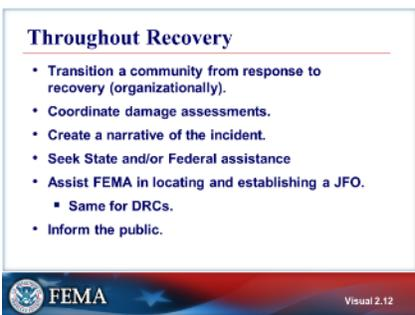 Throughout Recovery
• Transition a community from response to
recovery (organizationally).
• Coordinate damage assessments.
• Create a narrative of the incident.
• Seek State and/or Federal assistance
• Assist FEMA in locating and establishing a JFO.
▪ Same for DRCs.
• Inform the public.
FEMA
Visual 2.12